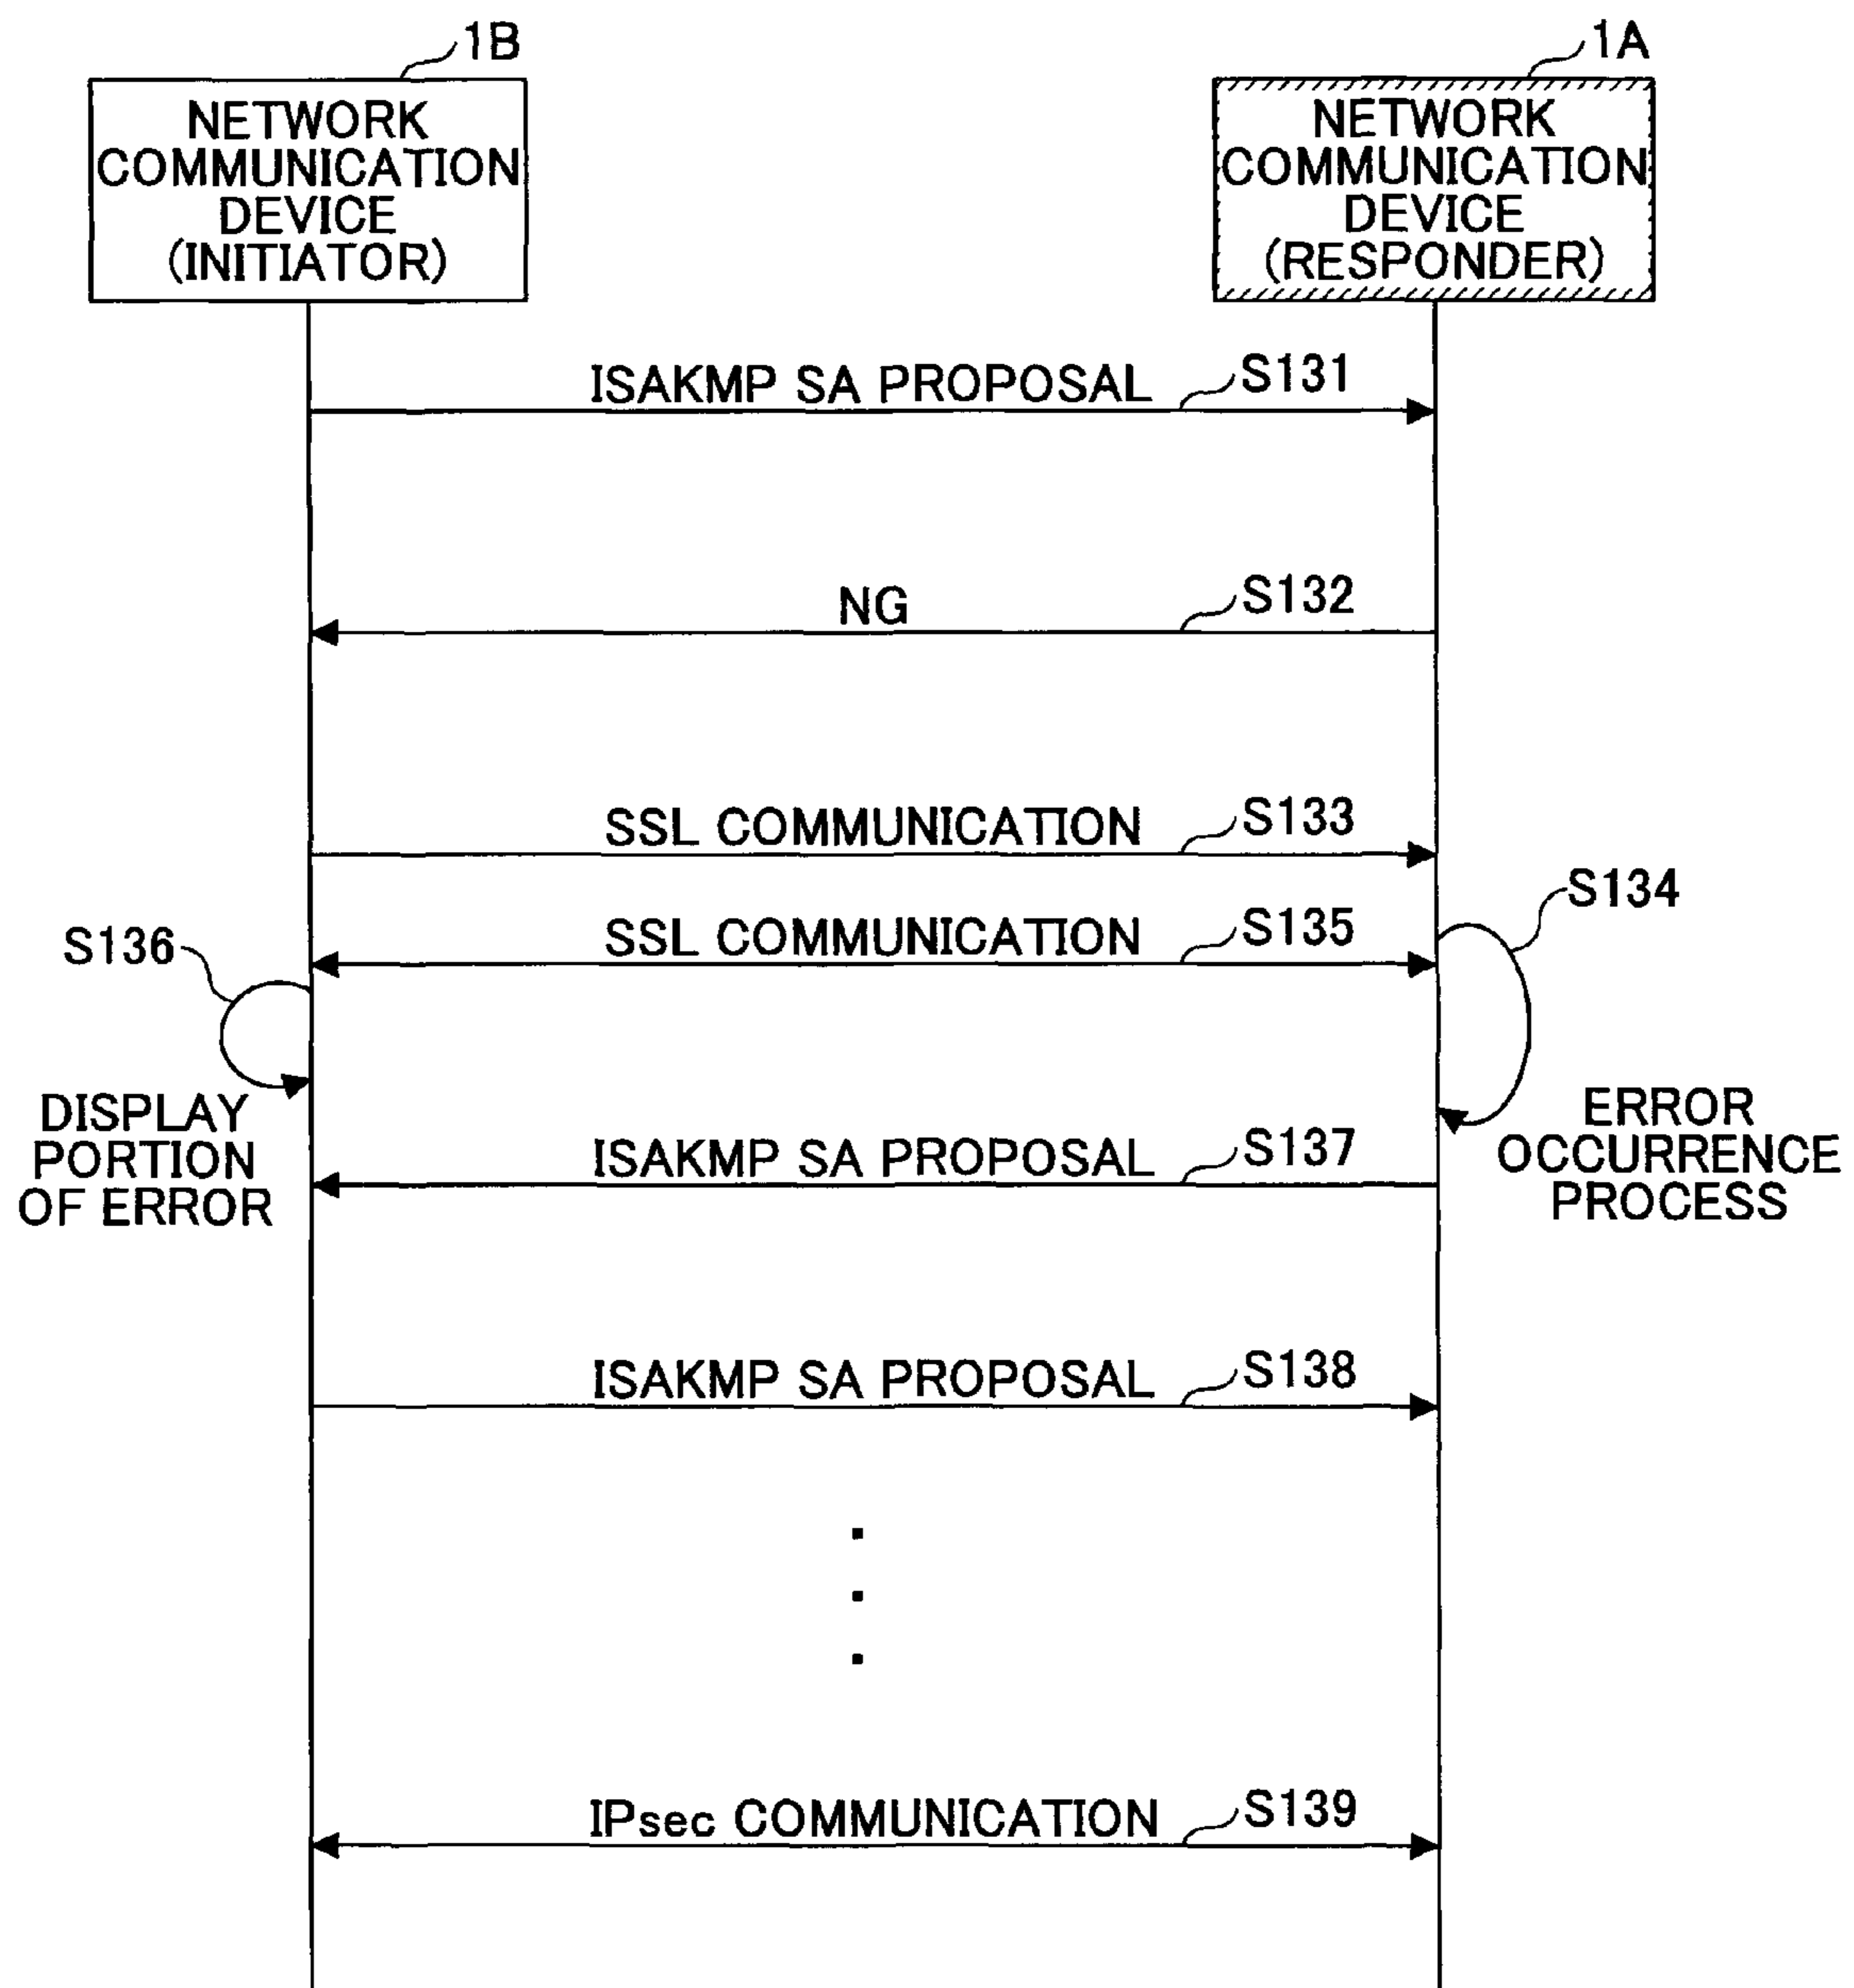 1B
1A
NETWORK
COMMUNICATION
DEVICE
(INITIATOR)
NETWORK
COMMUNICATION
DEVICE
(RESPONDER)
ISAKMP SA PROPOSAL
S131
NG
S132
SSL COMMUNICATION
S133
S134
SSL COMMUNICATION
S135
S136
DISPLAY
PORTION
OF ERROR
ERROR
OCCURRENCE
PROCESS
ISAKMP SA PROPOSAL
S137
ISAKMP SA PROPOSAL
S138
IPsec COMMUNICATION
S139